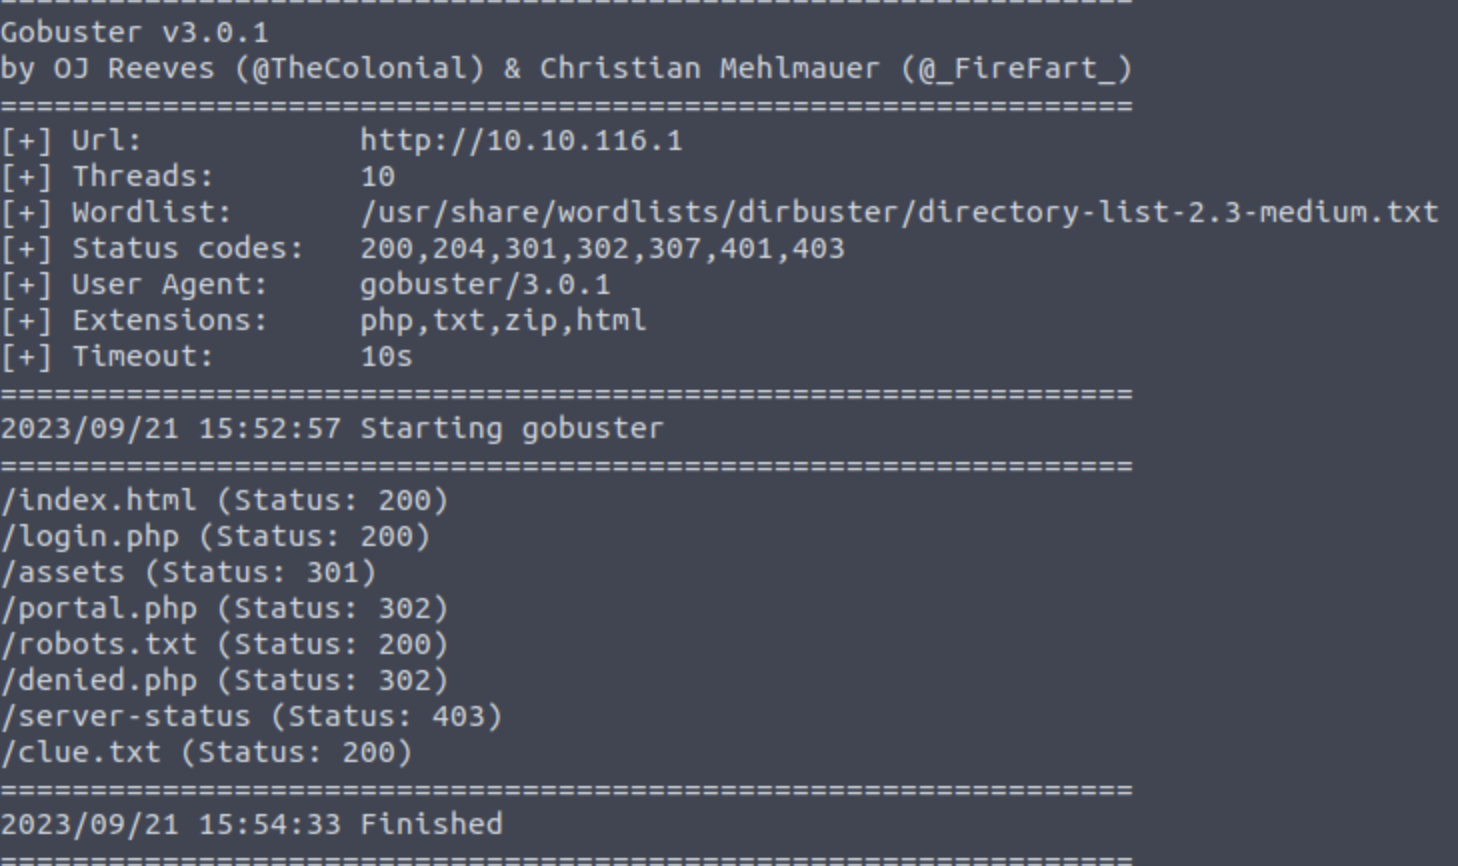 ===============================================================
Gobuster v3.0.1
by OJ Reeves (@TheColonial) & Christian Mehlmauer (@_FireFart_)
===============================================================
[+] Url:            http://10.10.116.1
[+] Threads:        10
[+] Wordlist:       /usr/share/wordlists/dirbuster/directory-list-2.3-medium.txt
[+] Status codes:   200,204,301,302,307,401,403
[+] User Agent:     gobuster/3.0.1
[+] Extensions:     php,txt,zip,html
[+] Timeout:        10s
===============================================================
2023/09/21 15:52:57 Starting gobuster
===============================================================
/index.html (Status: 200)
/login.php (Status: 200)
/assets (Status: 301)
/portal.php (Status: 302)
/robots.txt (Status: 200)
/denied.php (Status: 302)
/server-status (Status: 403)
/clue.txt (Status: 200)
===============================================================
2023/09/21 15:54:33 Finished
===============================================================